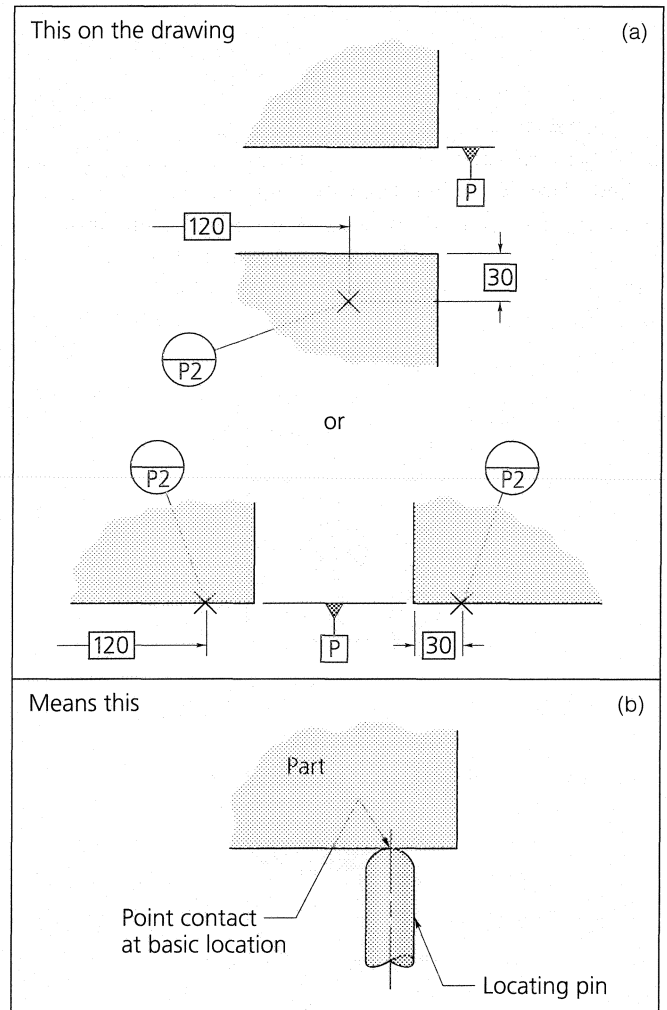 This on the drawing
(a)
P
120
30
P2
or
P2
P2
120
P
30
Means this
(b)
Part
Point contact
at basic location
Locating pin